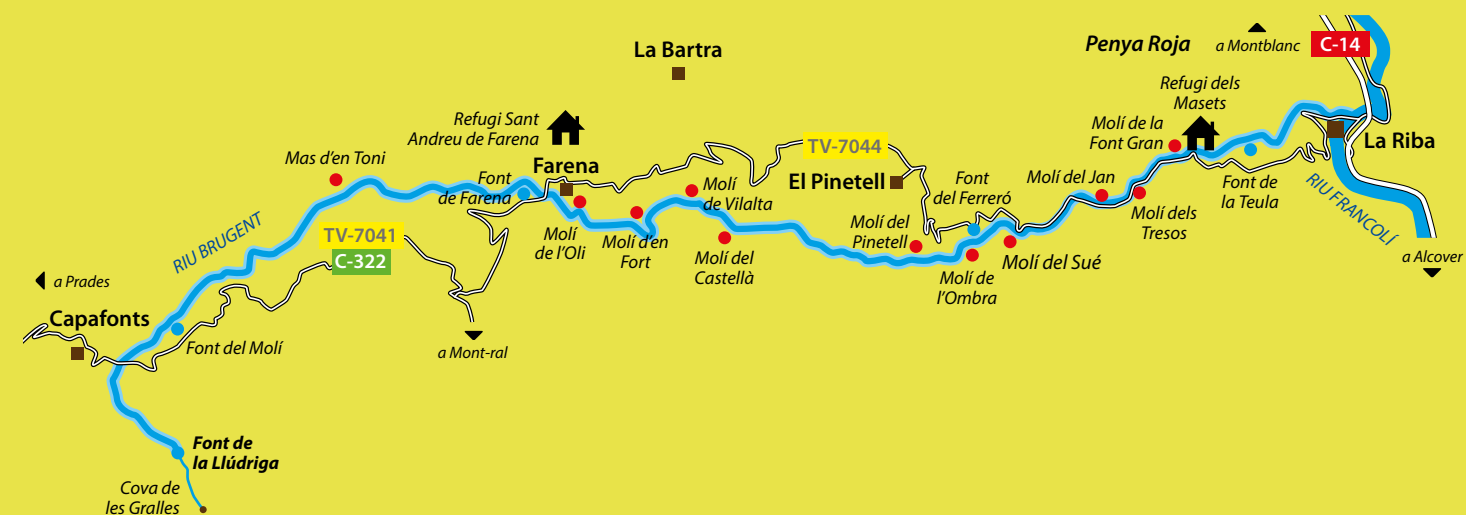 Penya Roja
a Montblanc
C-14
La Bartra
Refugi dels
Masets
Refugi Sant
Andreu de Farena
Molí de la
Font Gran
La Riba
TV-7044
Mas d'en Toni
Farena
Font
de Farena
El Pinetell
Font
del Ferreró
Molí del Jan
Molí
de Vilalta
Font de
la Teula
RIU FRANCOLÍ
Molí dels
Tresos
RIU BRUGENT
TV-7041
C-322
Molí
de l'Oli
Molí d'en
Fort
Molí del
Castellà
Molí del
Pinetell
Molí de
l'Ombra
Molí del Sué
a Alcover
a Prades
Capafonts
Font del Molí
a Mont-ral
Font de
la Llúdriga
Cova de
les Gralles